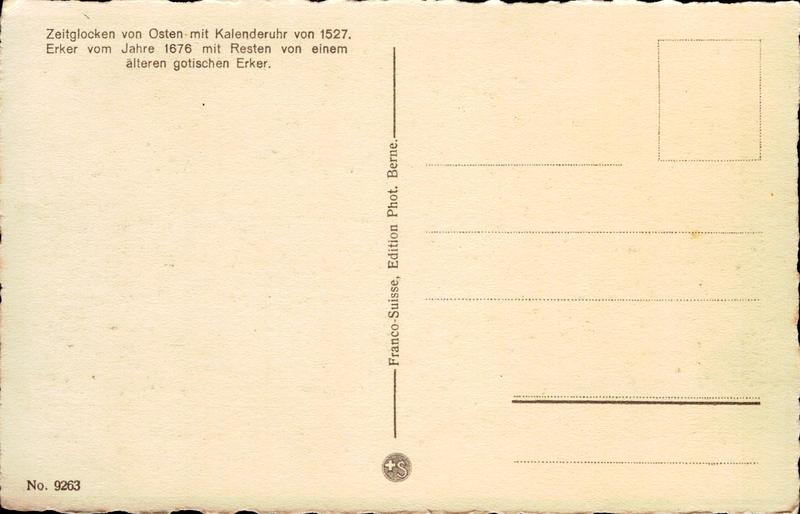 Zeitglocken von Osten mit Kalenderuhr von 1527.
Erker vom Jahre 1676 mit Resten von einem
älteren gotischen Erker.
Franco-Suisse, Edition Phot. Berne.
S
No. 9263